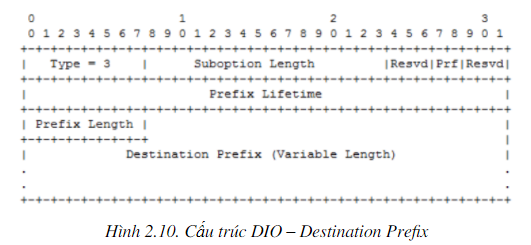 0                   1                   2                   3
0 1 2 3 4 5 6 7 8 9 0 1 2 3 4 5 6 7 8 9 0 1 2 3 4 5 6 7 8 9 0 1
+-+-+-+-+-+-+-+-+-+-+-+-+-+-+-+-+-+-+-+-+-+-+-+-+-+-+-+-+-+-+-+-+
|   Type = 3    |      Suboption Length         |Resvd|Prf|Resvd|
+-+-+-+-+-+-+-+-+-+-+-+-+-+-+-+-+-+-+-+-+-+-+-+-+-+-+-+-+-+-+-+-+
|                        Prefix Lifetime                        |
+-+-+-+-+-+-+-+-+-+-+-+-+-+-+-+-+-+-+-+-+-+-+-+-+-+-+-+-+-+-+-+-+
| Prefix Length |                                               |
+-+-+-+-+-+-+-+-+                                               |
|             Destination Prefix (Variable Length)              |
.                                                               .
.                                                               .
+-+-+-+-+-+-+-+-+-+-+-+-+-+-+-+-+-+-+-+-+-+-+-+-+-+-+-+-+-+-+-+-+
Hình 2.10. Cấu trúc DIO – Destination Prefix